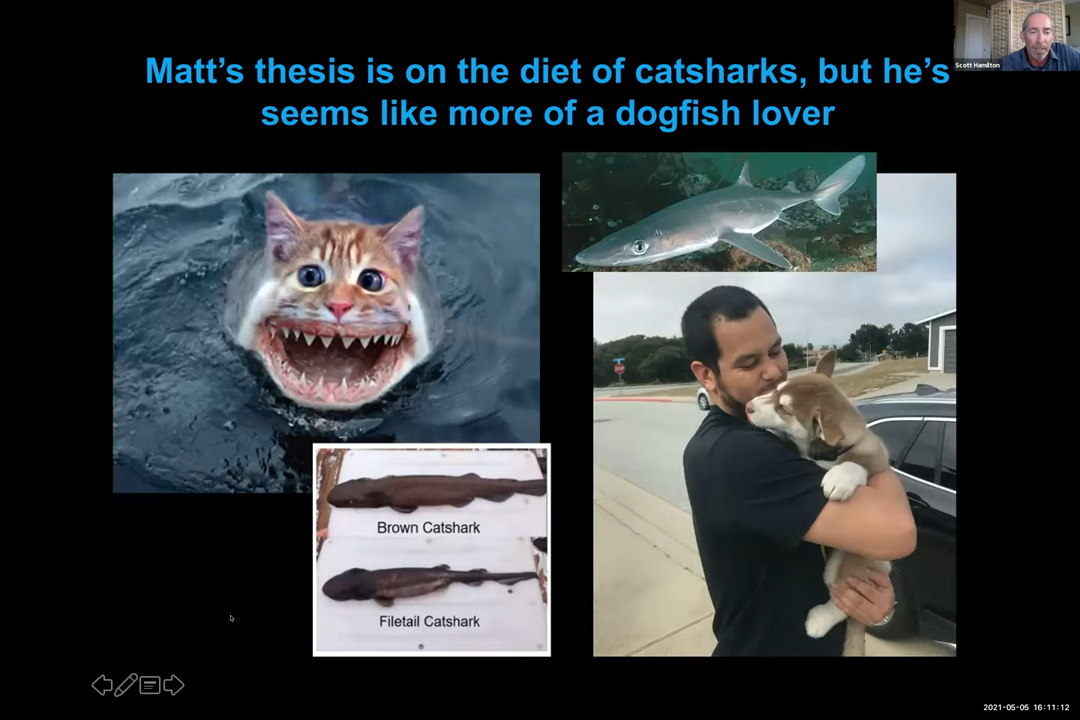 Scott Hamilton
Matt’s thesis is on the diet of catsharks, but he’s
seems like more of a dogfish lover
Brown Catshark
Filetail Catshark
2021-05-05 16:11:12